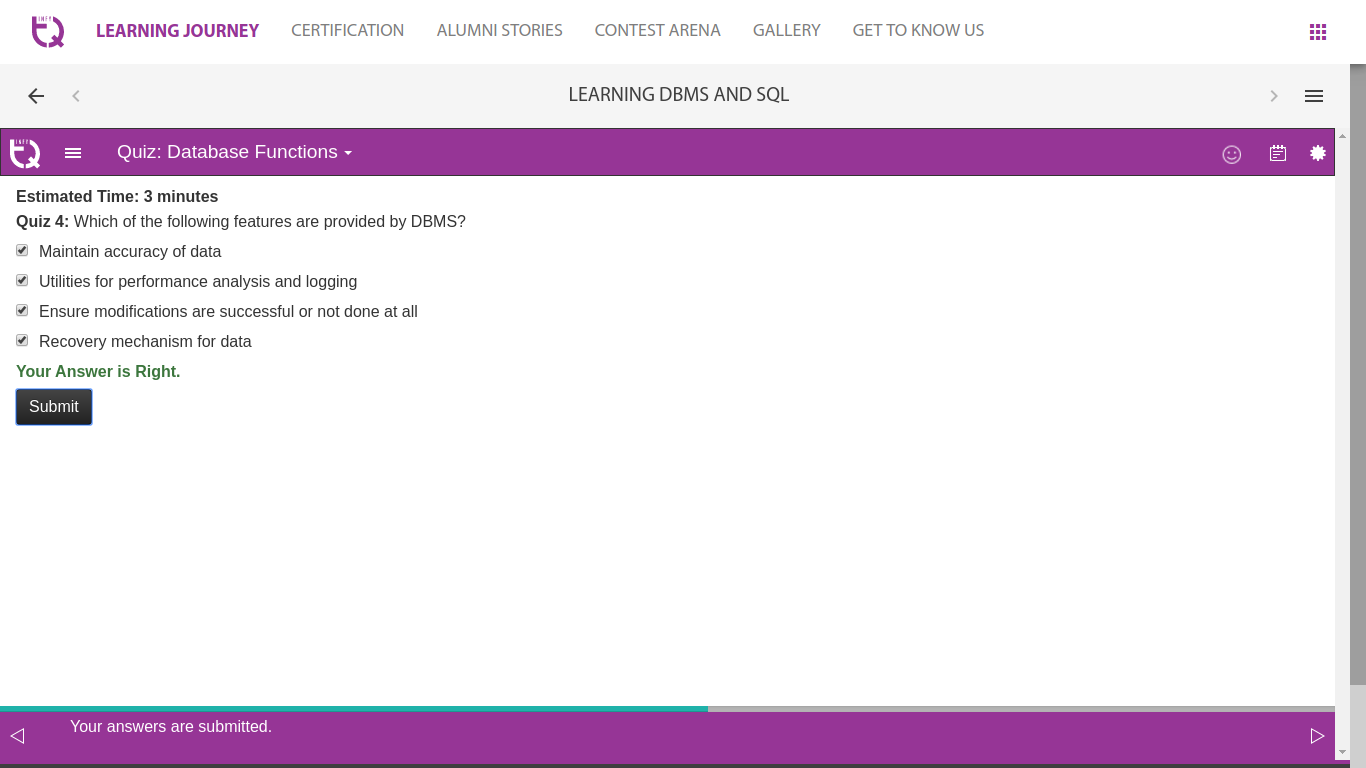 INFY
LEARNING JOURNEY CERTIFICATION ALUMNI STORIES CONTEST ARENA GALLERY GET TO KNOW US
LEARNING DBMS AND SQL
INFY
Quiz: Database Functions
Estimated Time: 3 minutes
Quiz 4: Which of the following features are provided by DBMS?
Maintain accuracy of data
Utilities for performance analysis and logging
Ensure modifications are successful or not done at all
Recovery mechanism for data
Your Answer is Right.
Submit
Your answers are submitted.